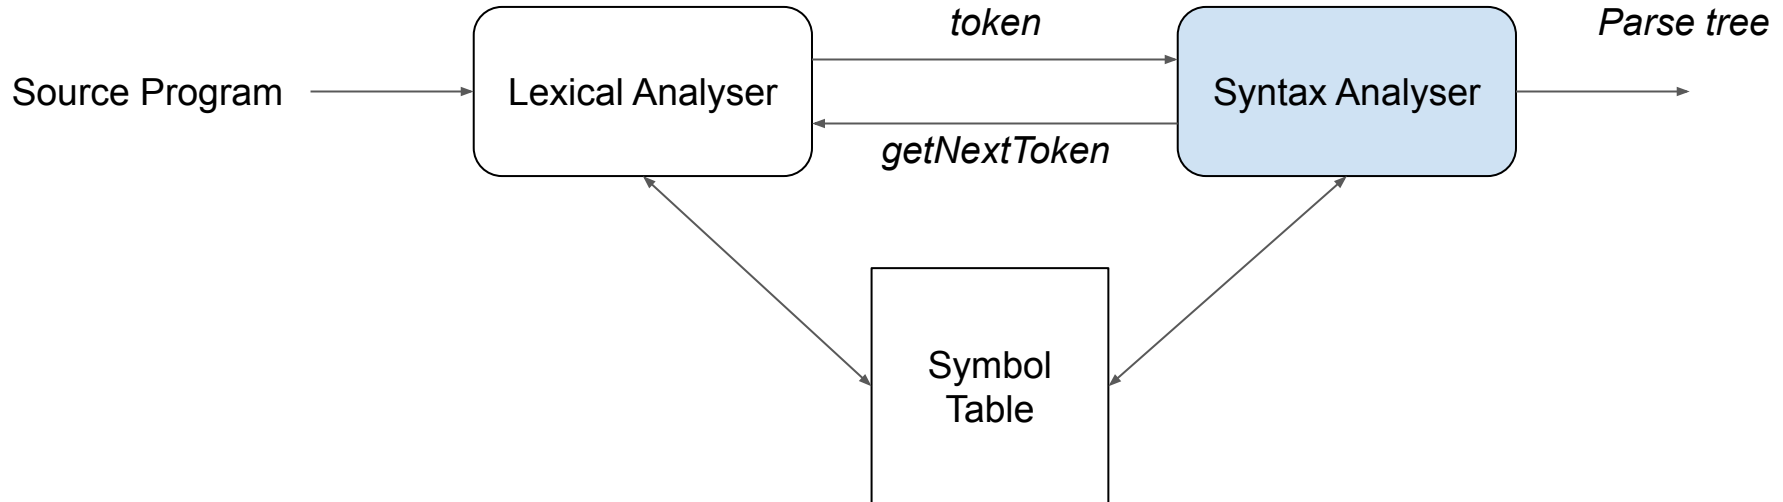 token
Parse tree
Source Program
Lexical Analyser
Syntax Analyser
getNextToken
Symbol
Table